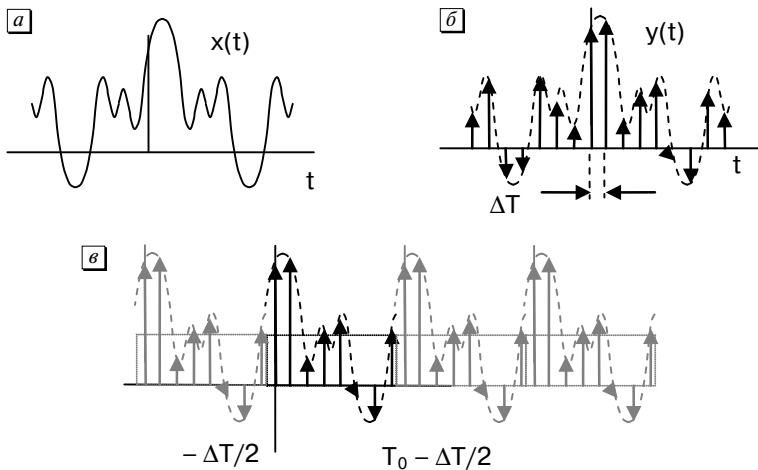 а
x(t)
t
б
y(t)
t
ΔT
в
– ΔT/2
T₀ – ΔT/2